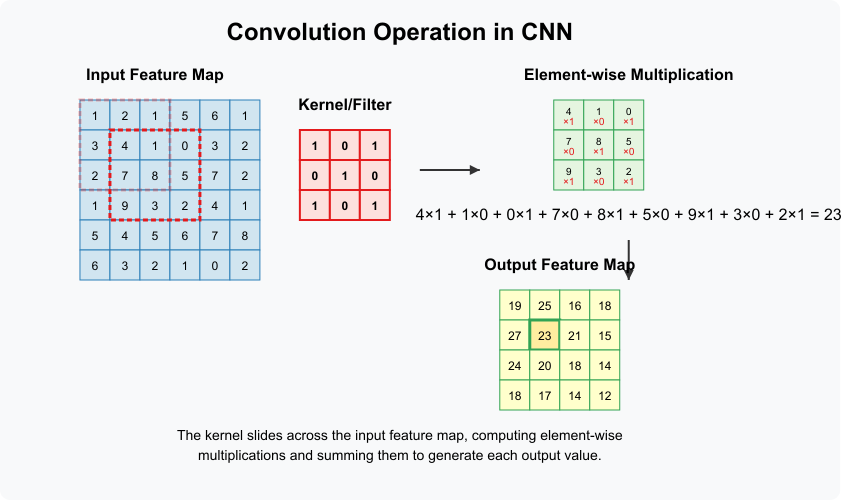 Convolution Operation in CNN
Input Feature Map
1 2 1 5 6 1
3 4 1 0 3 2
2 7 8 5 7 2
1 9 3 2 4 1
5 4 5 6 7 8
6 3 2 1 0 2
Kernel/Filter
1 0 1
0 1 0
1 0 1
Element-wise Multiplication
4 1 0
×1 ×0 ×1
7 8 5
×0 ×1 ×0
9 3 2
×1 ×0 ×1
4×1 + 1×0 + 0×1 + 7×0 + 8×1 + 5×0 + 9×1 + 3×0 + 2×1 = 23
Output Feature Map
19 25 16 18
27 23 21 15
24 20 18 14
18 17 14 12
The kernel slides across the input feature map, computing element-wise
multiplications and summing them to generate each output value.